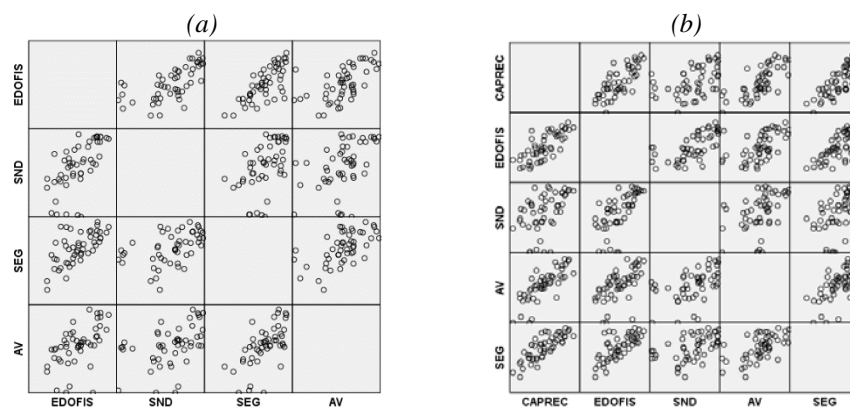 (a)
EDOFIS
SND
SEG
AV
EDOFIS SND SEG AV
(b)
CAPREC
EDOFIS
SND
AV
SEG
CAPREC EDOFIS SND AV SEG